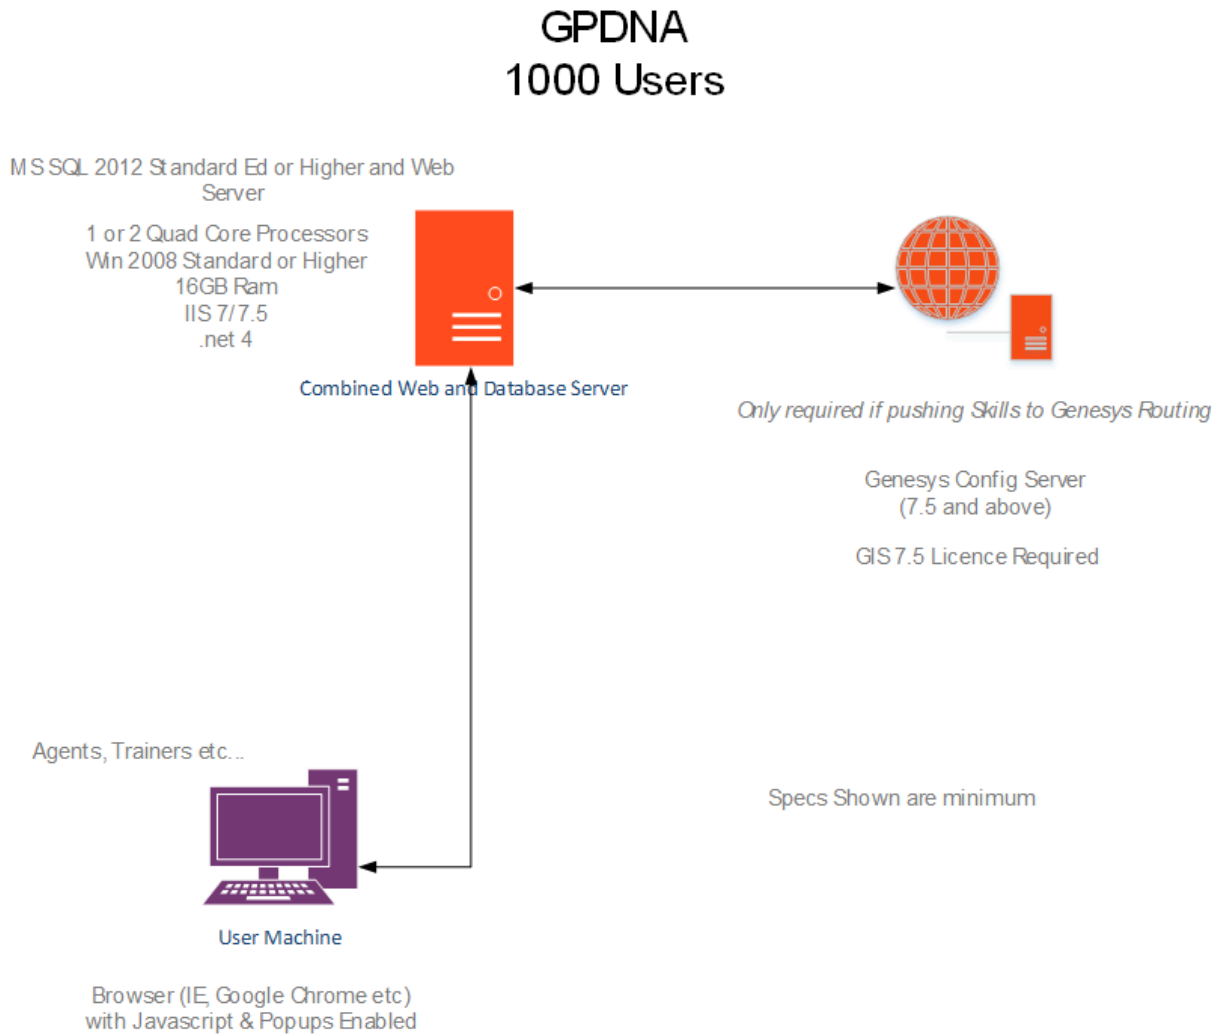 GPDNA
1000 Users
MS SQL 2012 Standard Ed or Higher and Web
Server
1 or 2 Quad Core Processors
Win 2008 Standard or Higher
16GB Ram
IIS 7/7.5
.net 4
Combined Web and Database Server
Only required if pushing Skills to Genesys Routing
Genesys Config Server
(7.5 and above)
GIS 7.5 Licence Required
Agents, Trainers etc...
Specs Shown are minimum
User Machine
Browser (IE, Google Chrome etc)
with Javascript & Popups Enabled